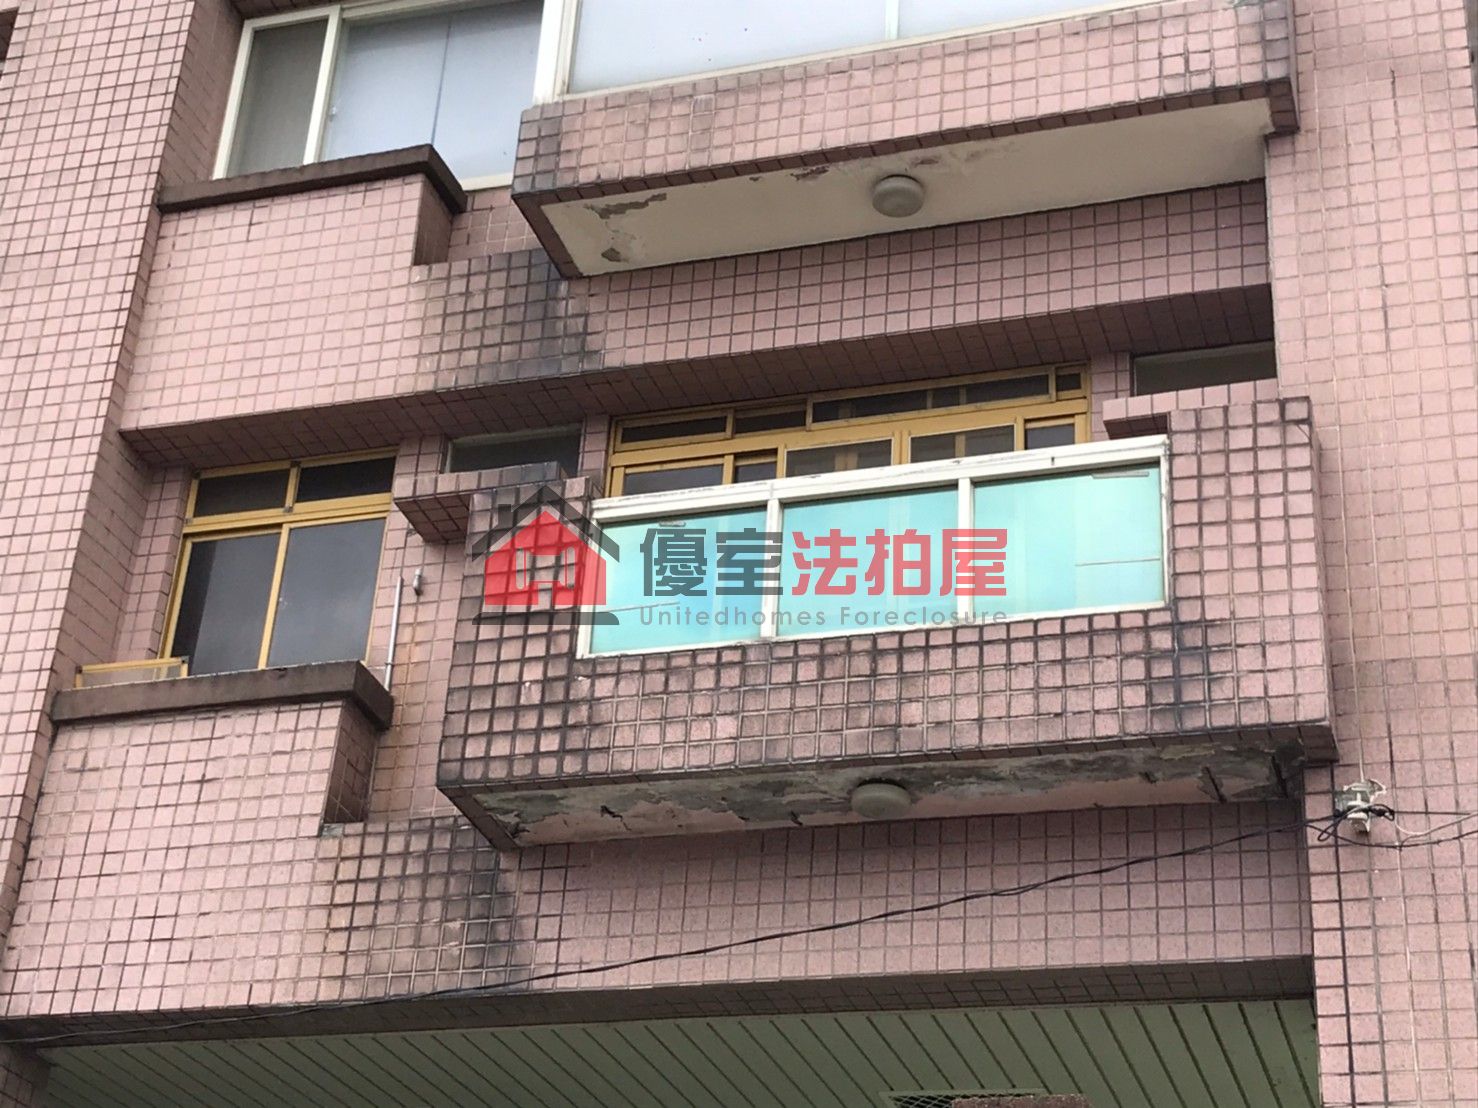 優室法拍屋
Unitedhomes Foreclosure